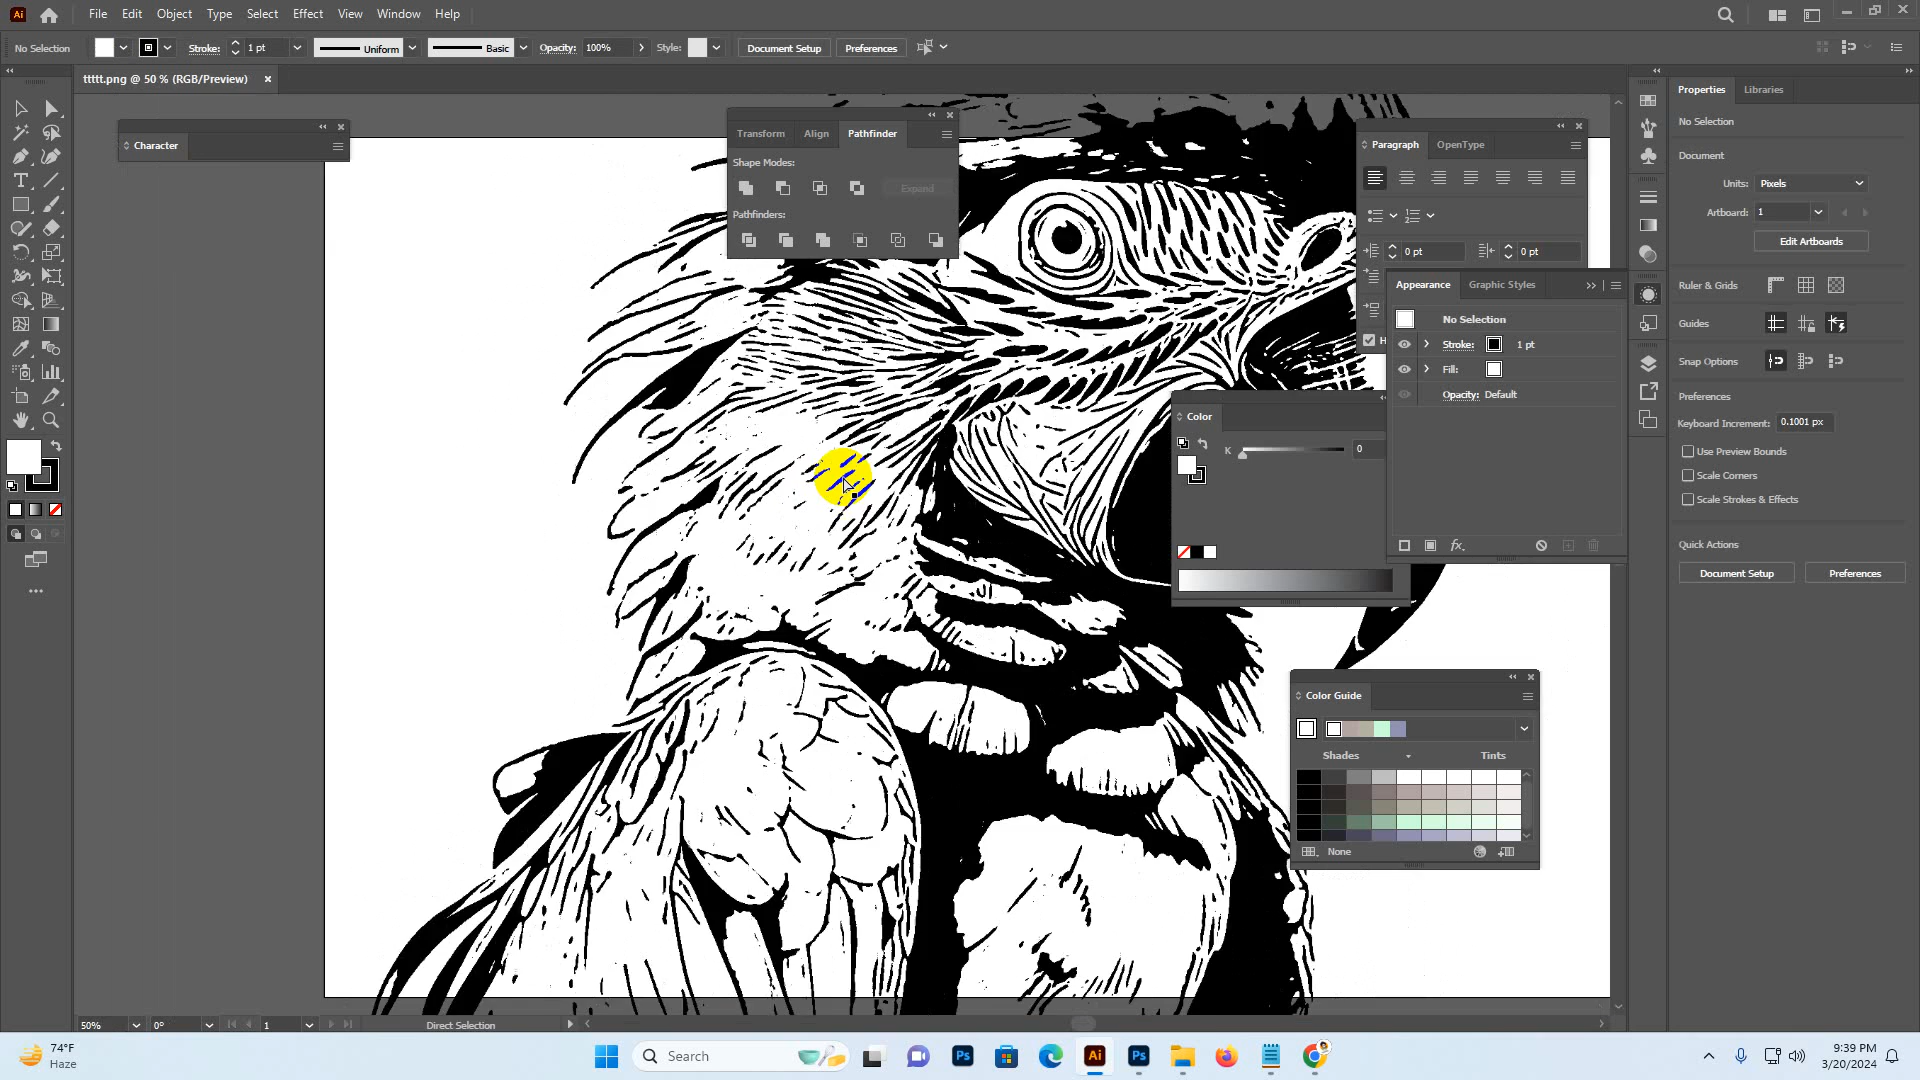 Ai File Edit Object Type Select Effect View Window Help
No Selection Stroke: 1 pt Uniform Basic Opacity: 100% Style: Document Setup Preferences
ttttt.png @ 50 % (RGB/Preview)
Character
Transform Align Pathfinder
Shape Modes:
Expand
Pathfinders:
Paragraph OpenType
0 pt 0 pt
Appearance Graphic Styles
No Selection
Stroke: 1 pt
Fill:
Opacity: Default
fx
Color
K 0
Color Guide
Shades Tints
None
Properties Libraries
No Selection
Document
Units: Pixels
Artboard: 1
Edit Artboards
Ruler & Grids
Guides
Snap Options
Preferences
Keyboard Increment: 0.1001 px
Use Preview Bounds
Scale Corners
Scale Strokes & Effects
Quick Actions
Document Setup Preferences
50% 0° 1 Direct Selection
74°F
Haze
Search
Ps Ai Ps
9:39 PM
3/20/2024